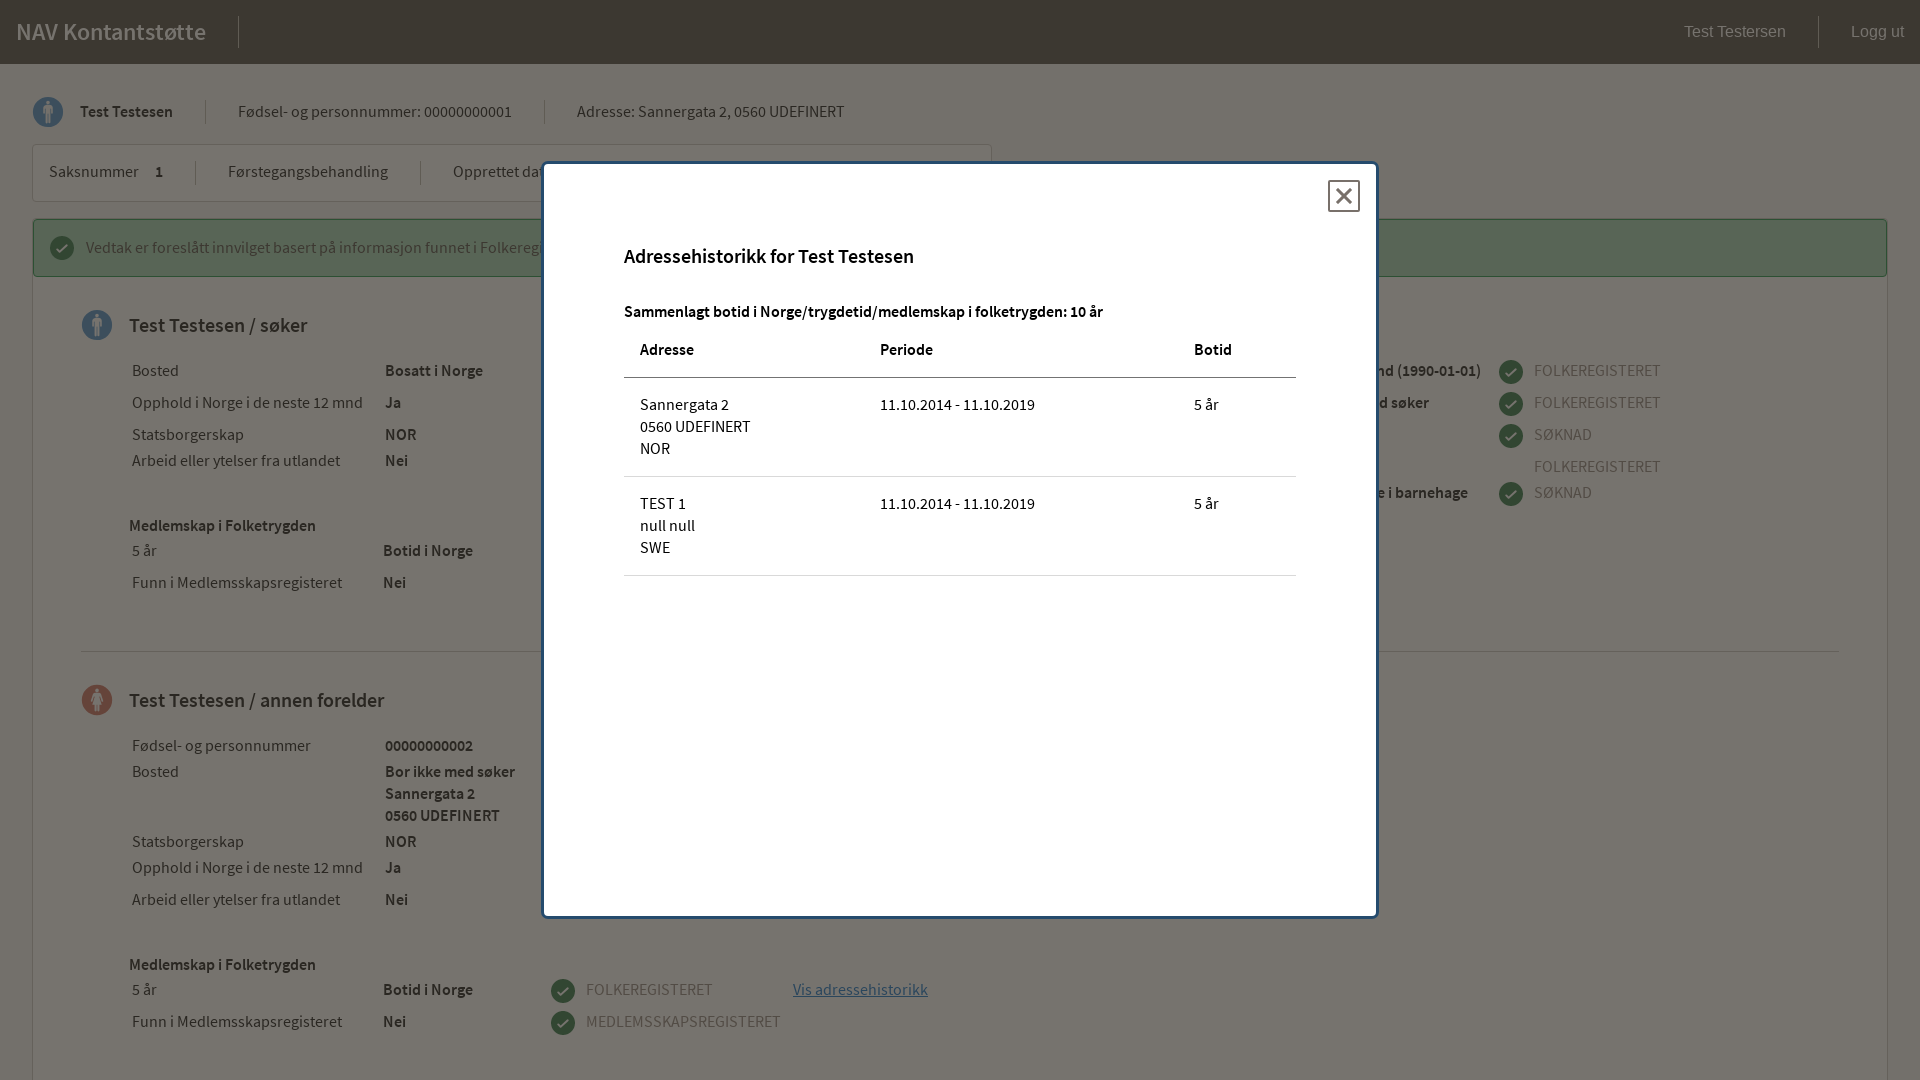 NAV Kontantstøtte
Test Testersen
Logg ut
Test Testesen
Fødsel- og personnummer: 00000000001
Adresse: Sannergata 2, 0560 UDEFINERT
Saksnummer 1
Førstegangsbehandling
Opprettet
Vedtak er foreslått innvilget basert på informasjon funnet i
Test Testesen / søker
Bosted Bosatt i Norge
Opphold i Norge i de neste 12 mnd Ja
Statsborgerskap NOR
Arbeid eller ytelser fra utlandet Nei
Medlemskap i Folketrygden
5 år Botid i Norge
Funn i Medlemsskapsregisteret Nei
Adressehistorikk for Test Testesen
Sammenlagt botid i Norge/trygdetid/medlemskap i folketrygden: 10 år
Adresse Periode Botid
Sannergata 2 11.10.2014 - 11.10.2019 5 år
0560 UDEFINERT
NOR
TEST 1 11.10.2014 - 11.10.2019 5 år
null null
SWE
(1990-01-01) FOLKEREGISTERET
søker FOLKEREGISTERET
SØKNAD
FOLKEREGISTERET
i barnehage SØKNAD
Test Testesen / annen forelder
Fødsel- og personnummer 00000000002
Bosted Bor ikke med søker
Sannergata 2
0560 UDEFINERT
Statsborgerskap NOR
Opphold i Norge i de neste 12 mnd Ja
Arbeid eller ytelser fra utlandet Nei
Medlemskap i Folketrygden
5 år Botid i Norge FOLKEREGISTERET Vis adressehistorikk
Funn i Medlemsskapsregisteret Nei MEDLEMSSKAPSREGISTERET